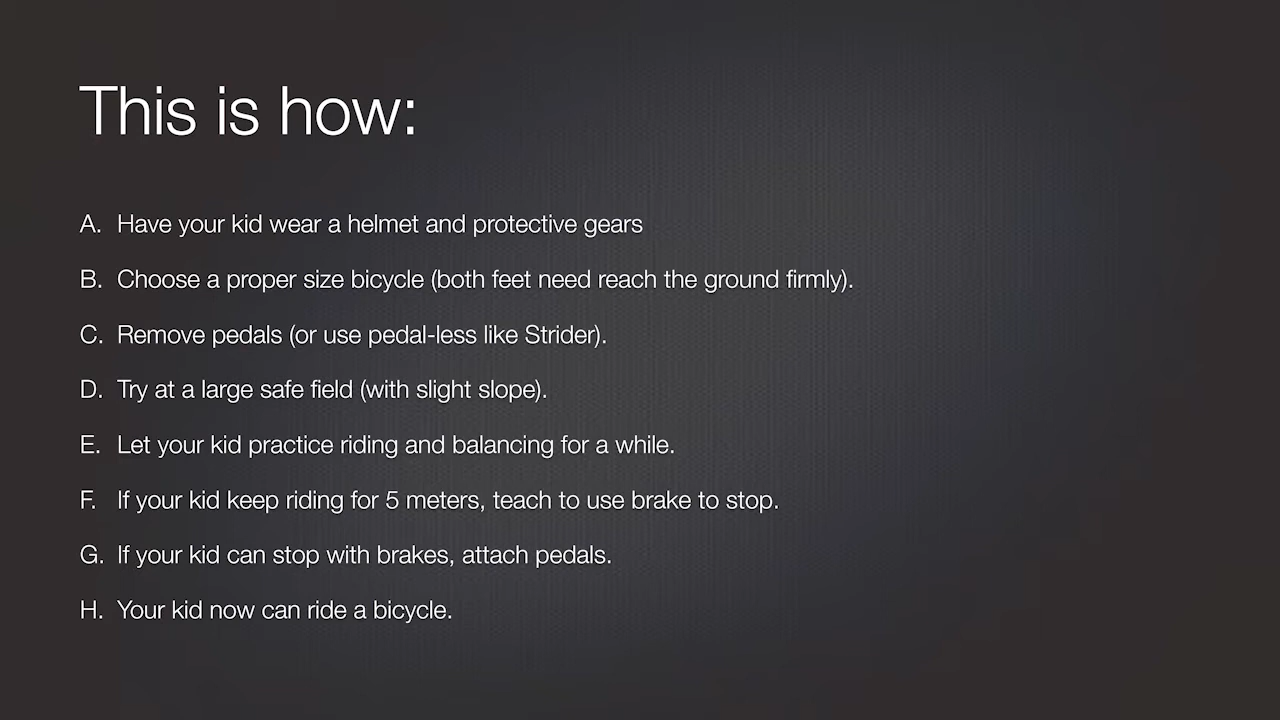 This is how:
A. Have your kid wear a helmet and protective gears
B. Choose a proper size bicycle (both feet need reach the ground firmly).
C. Remove pedals (or use pedal-less like Strider).
D. Try at a large safe field (with slight slope).
E. Let your kid practice riding and balancing for a while.
F. If your kid keep riding for 5 meters, teach to use brake to stop.
G. If your kid can stop with brakes, attach pedals.
H. Your kid now can ride a bicycle.